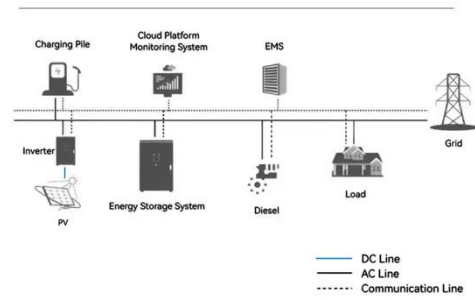 Charging Pile
Cloud Platform
Monitoring System
EMS
Grid
Inverter
PV
Energy Storage System
Diesel
Load
DC Line
AC Line
Communication Line